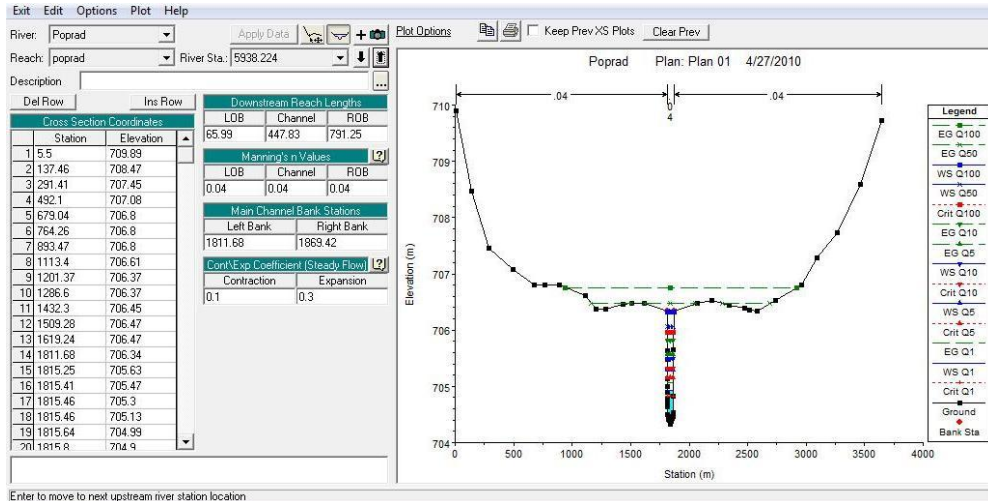 Exit Edit Options Plot Help
River: Poprad
Apply Data
Plot Options
Keep Prev XS Plots
Clear Prev
Reach: poprad
River Sta.: 5938.224
Description
...
Del Row
Ins Row
Cross Section Coordinates
Station Elevation
1 5.5 709.89
2 137.46 708.47
3 291.41 707.45
4 492.1 707.08
5 679.04 706.8
6 764.26 706.8
7 893.47 706.8
8 1113.4 706.61
9 1201.37 706.37
10 1286.6 706.37
11 1432.3 706.45
12 1509.28 706.47
13 1619.24 706.47
14 1811.68 706.34
15 1815.25 705.63
16 1815.41 705.47
17 1815.46 705.3
18 1815.46 705.13
19 1815.64 704.99
20 1815.8 704.9
Downstream Reach Lengths
LOB Channel ROB
65.99 447.83 791.25
Manning's n Values
?
LOB Channel ROB
0.04 0.04 0.04
Main Channel Bank Stations
Left Bank Right Bank
1811.68 1869.42
Cont\Exp Coefficient (Steady Flow)
?
Contraction Expansion
0.1 0.3
Poprad Plan: Plan 01 4/27/2010
.04
.04
0
4
710
709
708
707
706
705
704
Elevation (m)
0 500 1000 1500 2000 2500 3000 3500 4000
Station (m)
Legend
EG Q100
EG Q50
WS Q100
WS Q50
Crit Q100
EG Q10
EG Q5
WS Q10
Crit Q10
WS Q5
Crit Q5
EG Q1
WS Q1
Crit Q1
Ground
Bank Sta
Enter to move to next upstream river station location